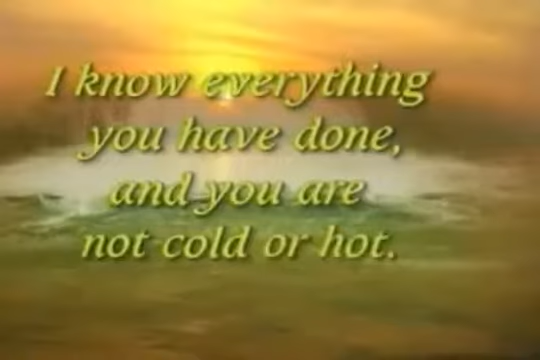 I know everything
you have done,
and you are
not cold or hot.